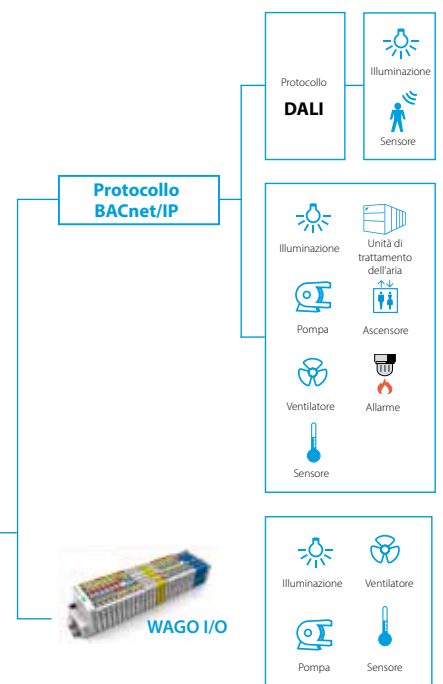 Protocollo
DALI
Illuminazione
Sensore
Protocollo
BACnet/IP
Illuminazione
Unità di
trattamento
dell'aria
Pompa
Ascensore
Ventilatore
Allarme
Sensore
WAGO I/O
Illuminazione
Ventilatore
Pompa
Sensore